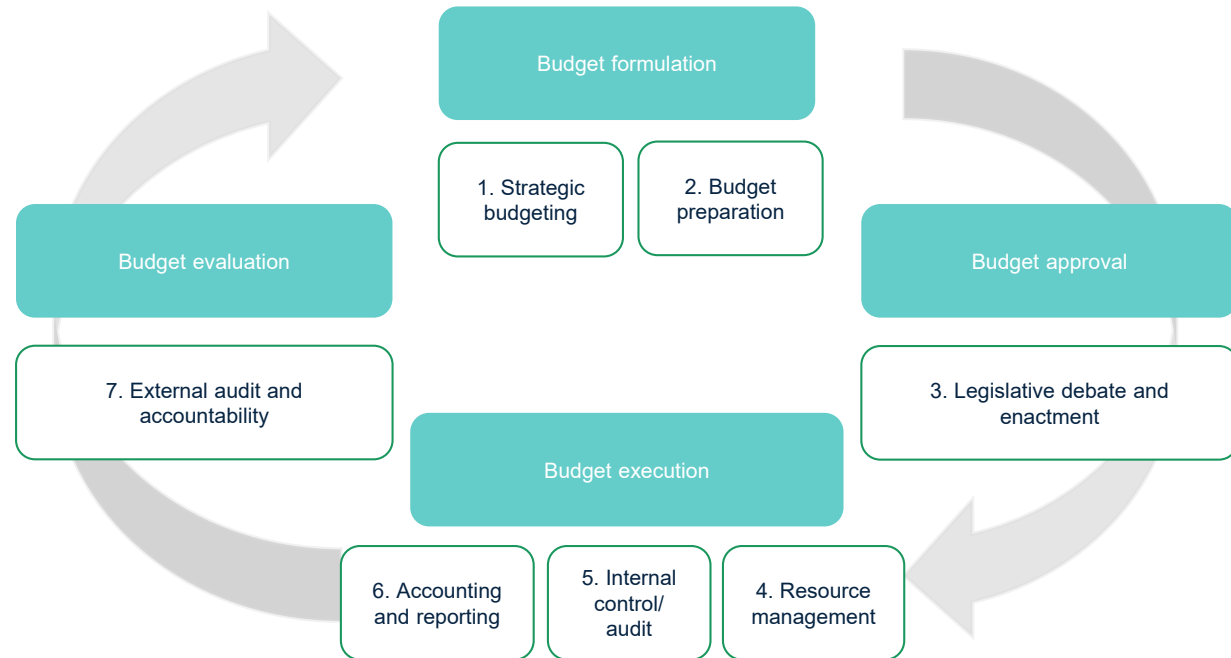 Budget formulation
1. Strategic
budgeting
2. Budget
preparation
Budget evaluation
Budget approval
7. External audit and
accountability
3. Legislative debate and
enactment
Budget execution
6. Accounting
and reporting
5. Internal
control/
audit
4. Resource
management